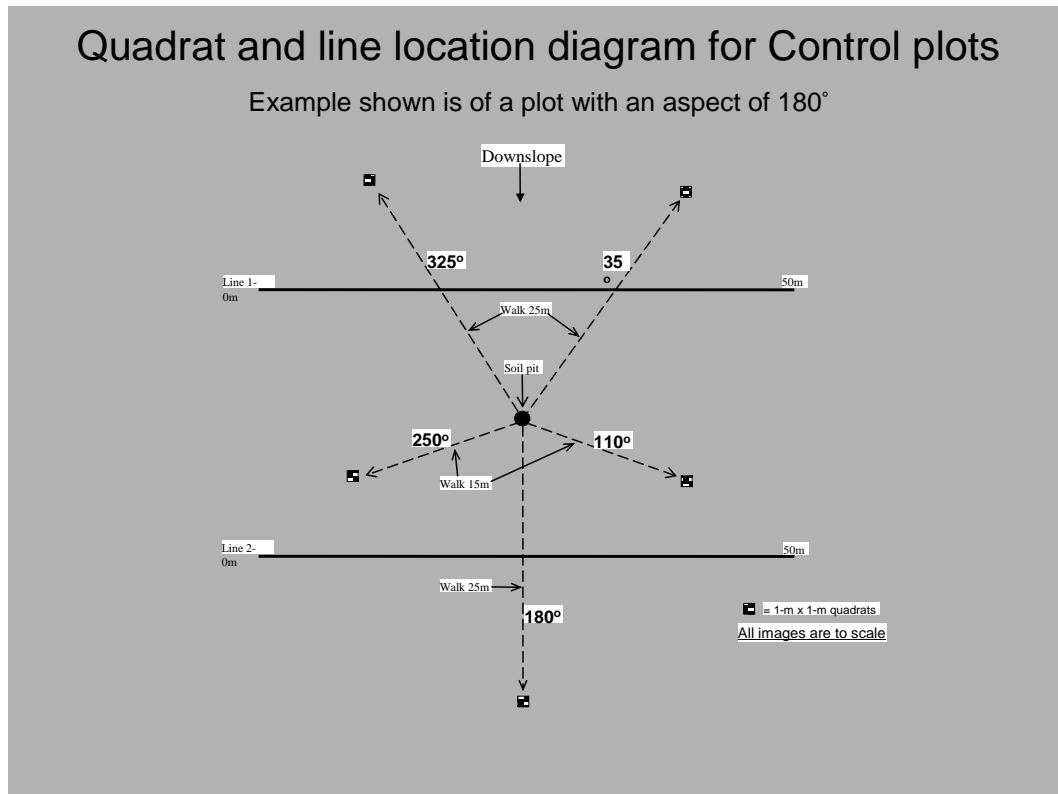 Quadrat and line location diagram for Control plots
Example shown is of a plot with an aspect of 180˚
Downslope
325º
35
º
Line 1-
0m
50m
Walk 25m
Soil pit
250º
110º
Walk 15m
Line 2-
0m
50m
Walk 25m
180º
= 1-m x 1-m quadrats
All images are to scale